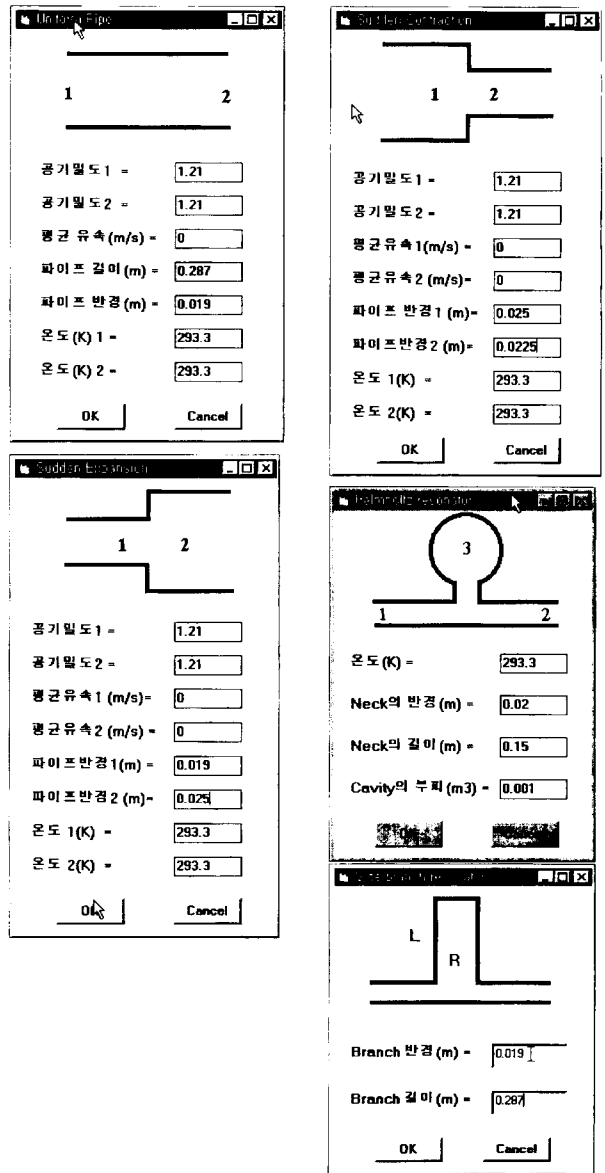 Uniform Pipe
1 2
공기밀도1 = 1.21
공기밀도2 = 1.21
평균 유속(m/s) = 0
파이프 길이(m) = 0.287
파이프 반경(m) = 0.019
온도(K) 1 = 293.3
온도(K) 2 = 293.3
OK Cancel
Sudden Expansion
1 2
공기밀도1 = 1.21
공기밀도2 = 1.21
평균유속1 (m/s)= 0
평균유속2 (m/s) = 0
파이프반경1(m) = 0.019
파이프반경2 (m)= 0.025
온도 1(K) = 293.3
온도 2(K) = 293.3
OK Cancel
Sudden Contraction
1 2
공기밀도1 = 1.21
공기밀도2 = 1.21
평균유속1(m/s) = 0
평균유속2 (m/s)= 0
파이프 반경1 (m)= 0.025
파이프반경2 (m)= 0.0225
온도 1(K) = 293.3
온도 2(K) = 293.3
OK Cancel
Helmholtz resonator
3
1 2
온도(K) = 293.3
Neck의 반경(m) = 0.02
Neck의 길이(m) = 0.15
Cavity의 부피(m3) = 0.001
L
R
Branch 반경(m) = 0.019
Branch 길이(m) = 0.287
OK Cancel